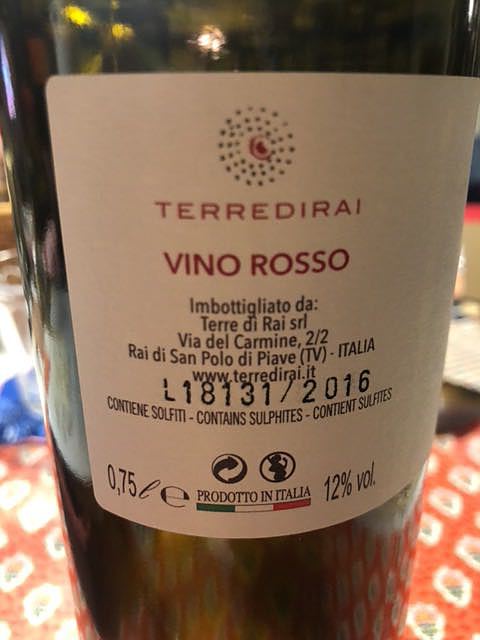 TERREDIRAI
VINO ROSSO
Imbottigliato da:
Terre di Rai srl
Via del Carmine, 2/2
Rai di San Polo di Piave (TV) - ITALIA
www.terredirai.it
L18131/2016
CONTIENE SOLFITI - CONTAINS SULPHITES - CONTIENT SULFITES
0,75 ℓ e PRODOTTO IN ITALIA 12% vol.